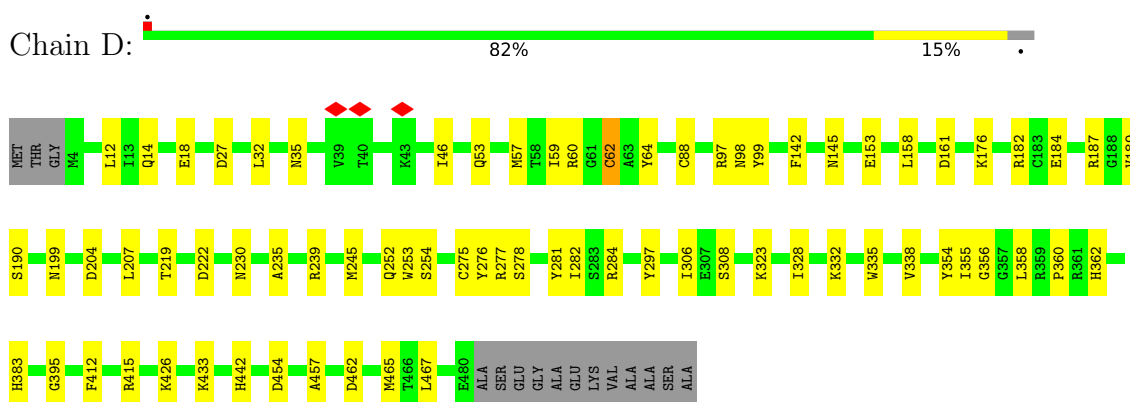 Chain D:
82%
15%
MET THR GLY M4 L12 I13 Q14 E18 D27 L32 N35 V39 T40 K43 I46 Q53 M57 T58 I59 R60 G61 C62 A63 Y64 C88 R97 N98 Y99 F142 N145 E153 L158 D161 K176 R182 C183 E184 R187 G188 V189
S190 N199 D204 L207 T219 D222 N230 A235 R239 M245 Q252 W253 S254 C275 Y276 R277 S278 Y281 I282 S283 R284 Y297 I306 E307 S308 K323 I328 K332 W335 V338 Y354 I355 G356 G357 L358 R359 P360 R361 H362
H383 G395 F412 R415 K426 K433 H442 D454 A457 D462 M465 T466 L467 E480 ALA SER GLU GLY ALA GLU LYS VAL ALA ALA SER ALA